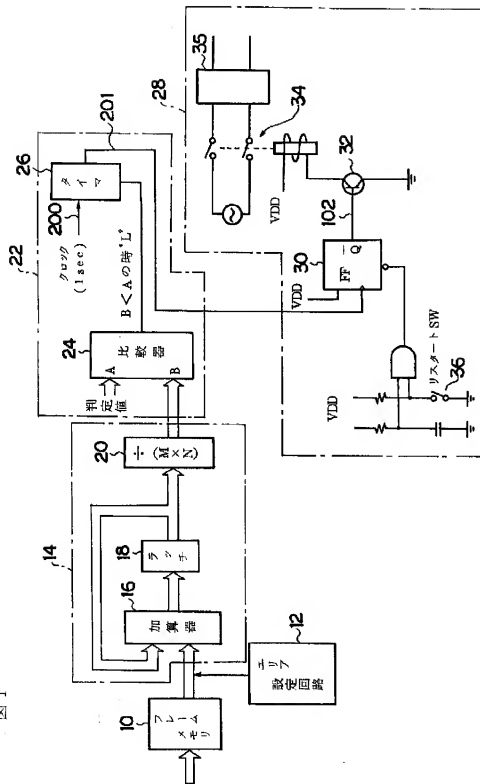 図1
14
22
28
10
フレーム
メモリ
12
エリア
設定回路
16
加算器
18
ラッチ
20
÷
(M×N)
24
比較器
A
B
判定値
B<Aの時"L"
26
タイマ
クロック
(1sec)
200
201
VDD
30
FF
Q
102
32
VDD
34
35
VDD
リスタートSW
36